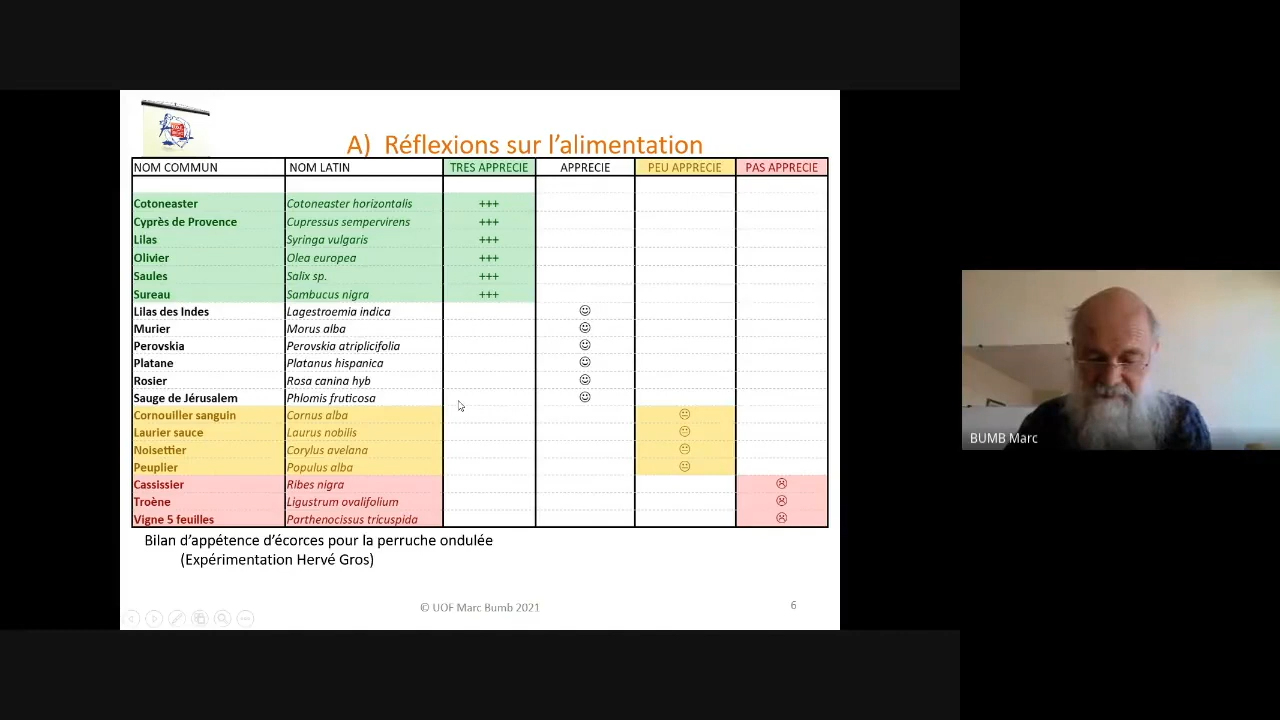 A) Réflexions sur l'alimentation
NOM COMMUN NOM LATIN TRES APPRECIE APPRECIE PEU APPRECIE PAS APPRECIE
Cotoneaster Cotoneaster horizontalis +++
Cyprès de Provence Cupressus sempervirens +++
Lilas Syringa vulgaris +++
Olivier Olea europea +++
Saules Salix sp. +++
Sureau Sambucus nigra +++
Lilas des Indes Lagestroemia indica ☺
Murier Morus alba ☺
Perovskia Perovskia atriplicifolia ☺
Platane Platanus hispanica ☺
Rosier Rosa canina hyb ☺
Sauge de Jérusalem Phlomis fruticosa ☺
Cornouiller sanguin Cornus alba 😐
Laurier sauce Laurus nobilis 😐
Noisettier Corylus avelana 😐
Peuplier Populus alba 😐
Cassissier Ribes nigra ☹
Troène Ligustrum ovalifolium ☹
Vigne 5 feuilles Parthenocissus tricuspida ☹
Bilan d'appétence d'écorces pour la perruche ondulée
(Expérimentation Hervé Gros)
© UOF Marc Bumb 2021
6
BUMB Marc